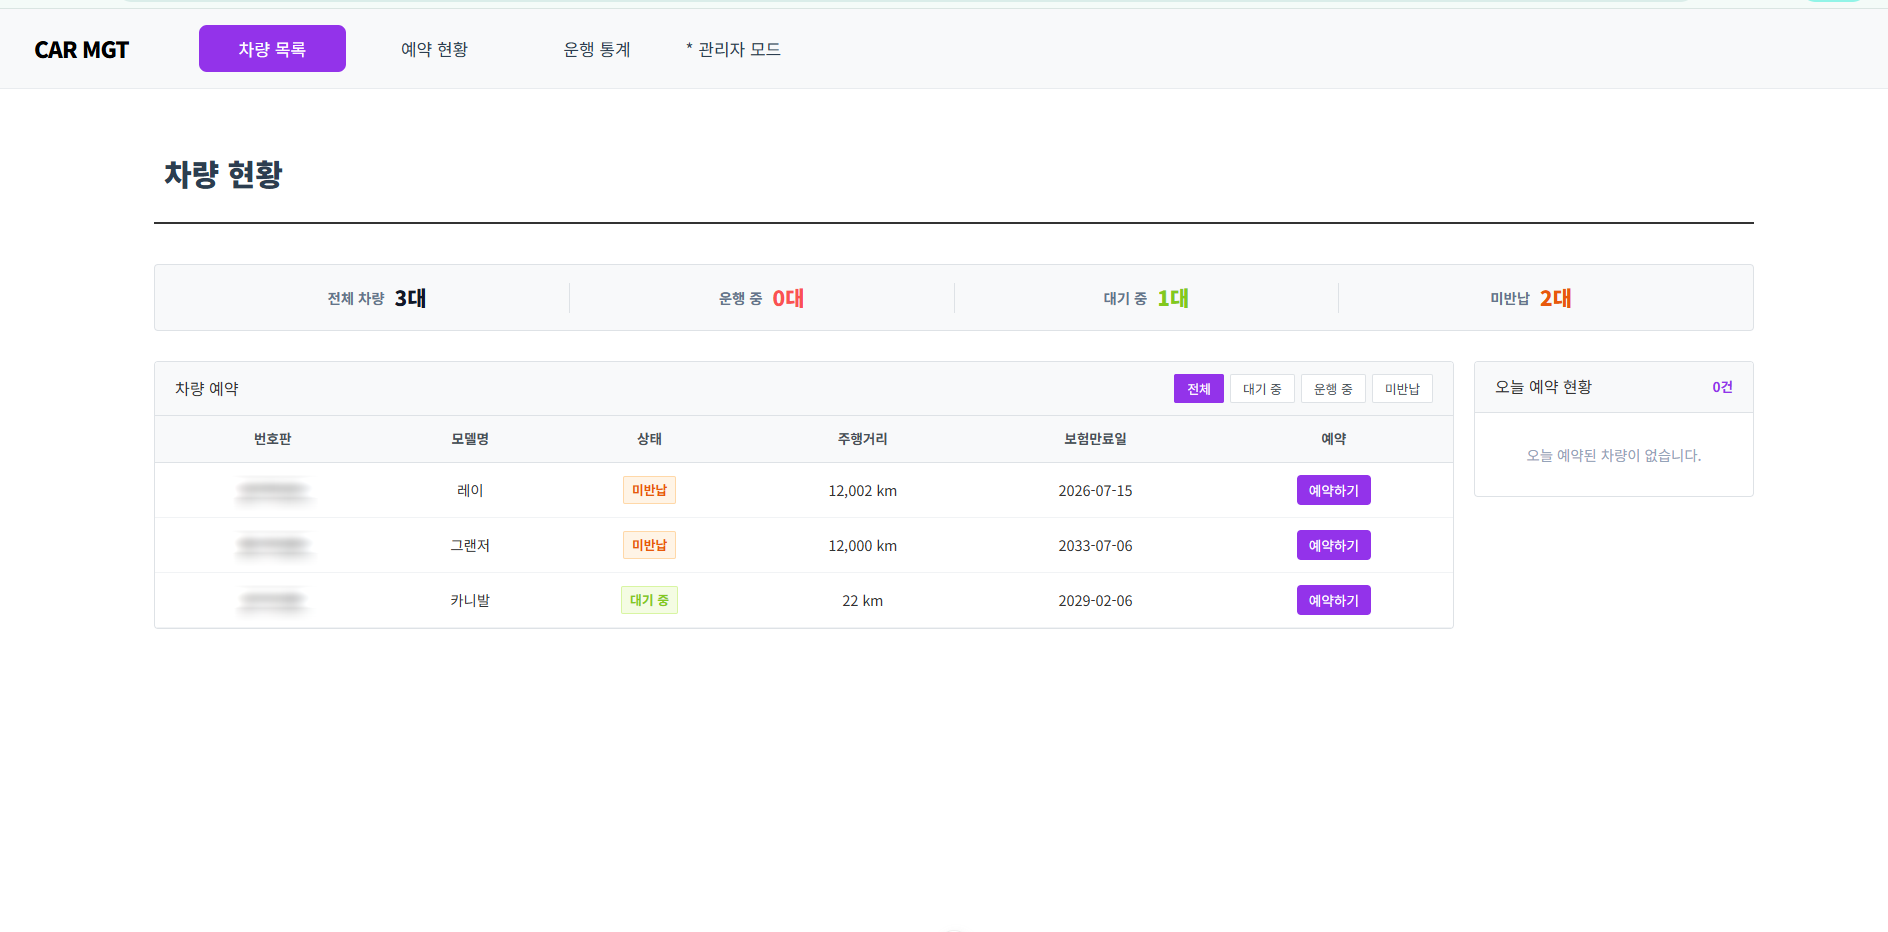 CAR MGT 차량 목록 예약 현황 운행 통계 * 관리자 모드
차량 현황
전체 차량 3대 운행 중 0대 대기 중 1대 미반납 2대
차량 예약 전체 대기 중 운행 중 미반납
번호판 모델명 상태 주행거리 보험만료일 예약
레이 미반납 12,002 km 2026-07-15 예약하기
그랜저 미반납 12,000 km 2033-07-06 예약하기
카니발 대기 중 22 km 2029-02-06 예약하기
오늘 예약 현황 0건
오늘 예약된 차량이 없습니다.